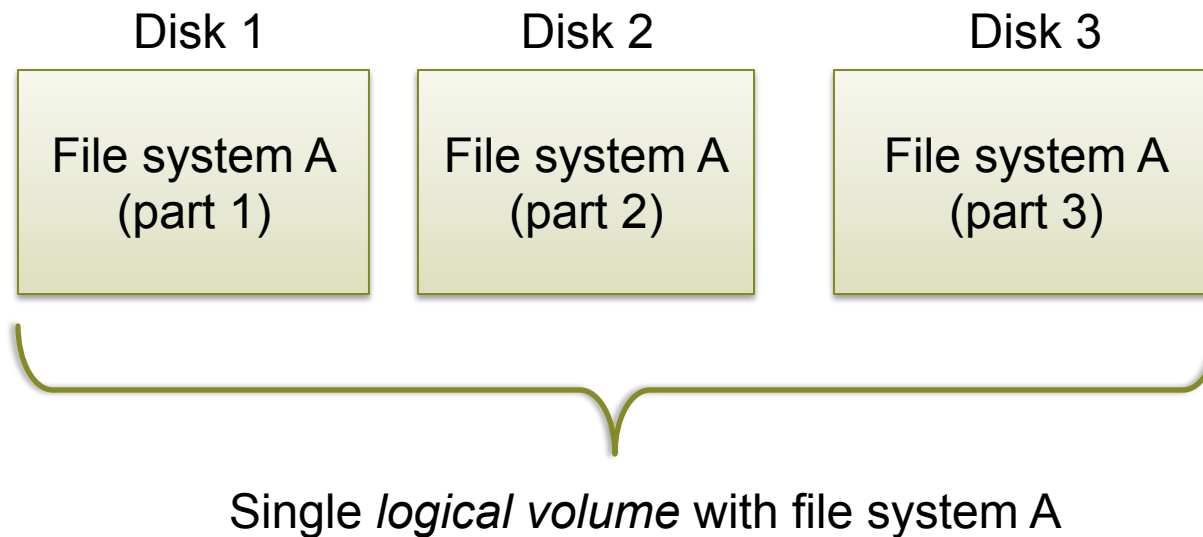 Disk 1
Disk 2
Disk 3
File system A
(part 1)
File system A
(part 2)
File system A
(part 3)
Single logical volume with file system A